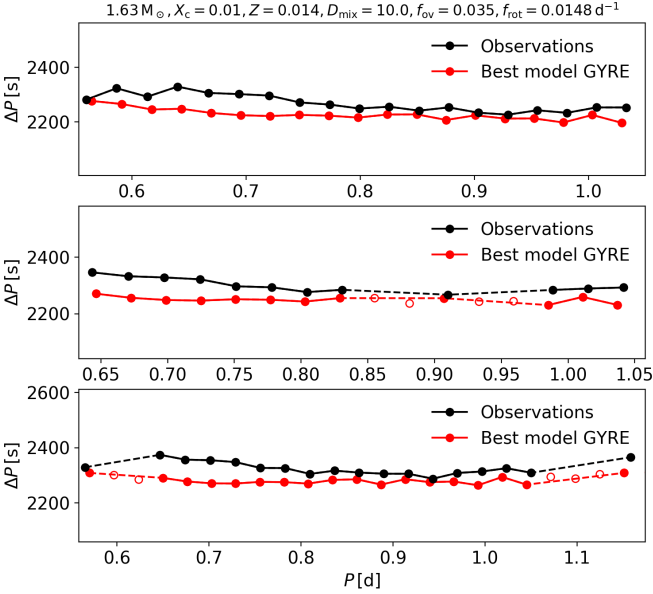 1.63 M⊙, Xc = 0.01, Z = 0.014, Dmix = 10.0, fov = 0.035, frot = 0.0148 d⁻¹
Observations
Best model GYRE
ΔP [s]
2400
2200
0.6 0.7 0.8 0.9 1.0
Observations
Best model GYRE
ΔP [s]
2400
2200
0.65 0.70 0.75 0.80 0.85 0.90 0.95 1.00 1.05
Observations
Best model GYRE
ΔP [s]
2600
2400
2200
0.6 0.7 0.8 0.9 1.0 1.1
P [d]